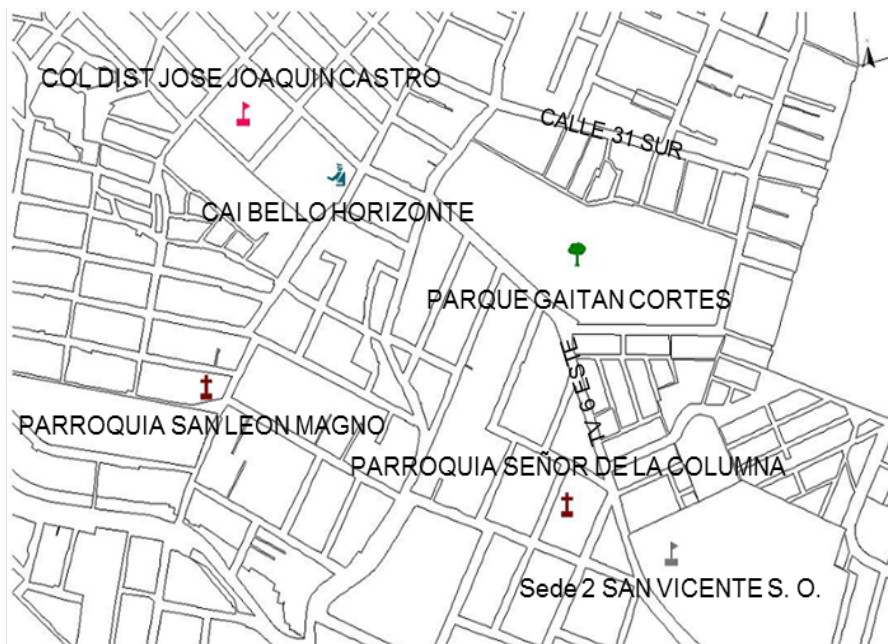 COL DIST JOSE JOAQUIN CASTRO
CALLE 31 SUR
CAI BELLO HORIZONTE
PARQUE GAITAN CORTES
TV 6 ESTE
PARROQUIA SAN LEON MAGNO
PARROQUIA SEÑOR DE LA COLUMNA
Sede 2 SAN VICENTE S. O.